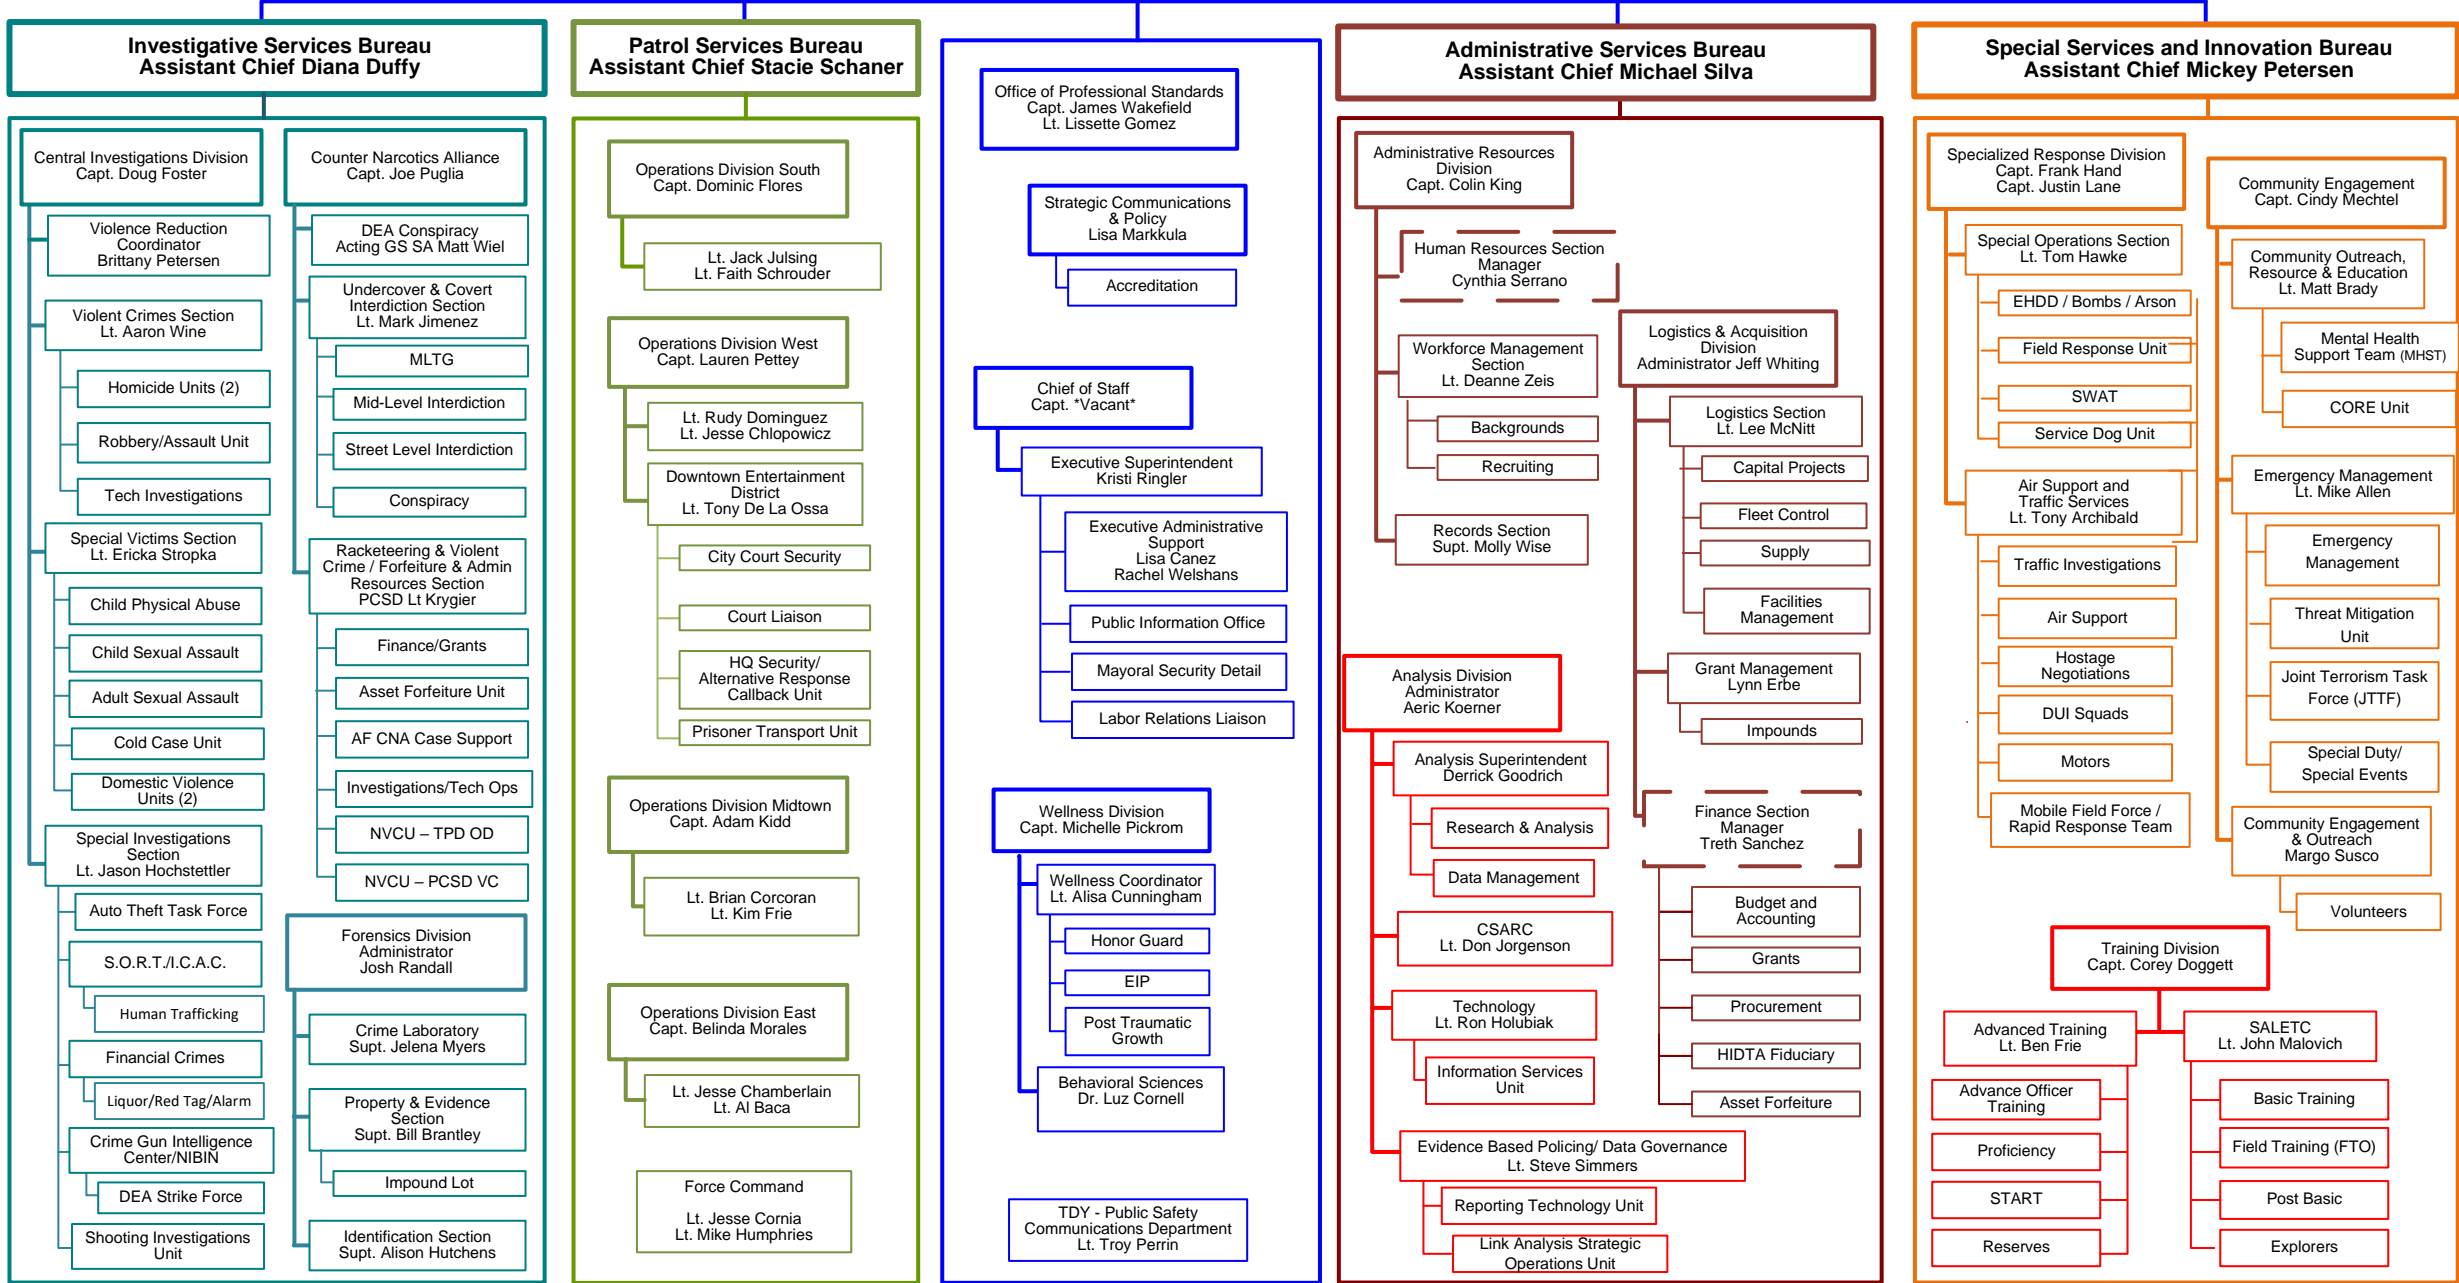 Investigative Services Bureau
Assistant Chief Diana Duffy
Central Investigations Division
Capt. Doug Foster
Violence Reduction
Coordinator
Brittany Petersen
Violent Crimes Section
Lt. Aaron Wine
Homicide Units (2)
Robbery/Assault Unit
Tech Investigations
Special Victims Section
Lt. Ericka Stropka
Child Physical Abuse
Child Sexual Assault
Adult Sexual Assault
Cold Case Unit
Domestic Violence
Units (2)
Special Investigations
Section
Lt. Jason Hochstettler
Auto Theft Task Force
S.O.R.T./I.C.A.C.
Human Trafficking
Financial Crimes
Liquor/Red Tag/Alarm
Crime Gun Intelligence
Center/NIBIN
DEA Strike Force
Shooting Investigations
Unit
Counter Narcotics Alliance
Capt. Joe Puglia
DEA Conspiracy
Acting GS SA Matt Wiel
Undercover & Covert
Interdiction Section
Lt. Mark Jimenez
MLTG
Mid-Level Interdiction
Street Level Interdiction
Conspiracy
Racketeering & Violent
Crime / Forfeiture & Admin
Resources Section
PCSD Lt Krygier
Finance/Grants
Asset Forfeiture Unit
AF CNA Case Support
Investigations/Tech Ops
NVCU – TPD OD
NVCU – PCSD VC
Forensics Division
Administrator
Josh Randall
Crime Laboratory
Supt. Jelena Myers
Property & Evidence
Section
Supt. Bill Brantley
Impound Lot
Identification Section
Supt. Alison Hutchens
Patrol Services Bureau
Assistant Chief Stacie Schaner
Operations Division South
Capt. Dominic Flores
Lt. Jack Julsing
Lt. Faith Schrouder
Operations Division West
Capt. Lauren Pettey
Lt. Rudy Dominguez
Lt. Jesse Chlopowicz
Downtown Entertainment
District
Lt. Tony De La Ossa
City Court Security
Court Liaison
HQ Security/
Alternative Response
Callback Unit
Prisoner Transport Unit
Operations Division Midtown
Capt. Adam Kidd
Lt. Brian Corcoran
Lt. Kim Frie
Operations Division East
Capt. Belinda Morales
Lt. Jesse Chamberlain
Lt. Al Baca
Force Command
Lt. Jesse Cornia
Lt. Mike Humphries
Office of Professional Standards
Capt. James Wakefield
Lt. Lissette Gomez
Strategic Communications
& Policy
Lisa Markkula
Accreditation
Chief of Staff
Capt. *Vacant*
Executive Superintendent
Kristi Ringler
Executive Administrative
Support
Lisa Canez
Rachel Welshans
Public Information Office
Mayoral Security Detail
Labor Relations Liaison
Wellness Division
Capt. Michelle Pickrom
Wellness Coordinator
Lt. Alisa Cunningham
Honor Guard
EIP
Post Traumatic
Growth
Behavioral Sciences
Dr. Luz Cornell
TDY - Public Safety
Communications Department
Lt. Troy Perrin
Administrative Services Bureau
Assistant Chief Michael Silva
Administrative Resources
Division
Capt. Colin King
Human Resources Section
Manager
Cynthia Serrano
Workforce Management
Section
Lt. Deanne Zeis
Backgrounds
Recruiting
Records Section
Supt. Molly Wise
Logistics & Acquisition
Division
Administrator Jeff Whiting
Logistics Section
Lt. Lee McNitt
Capital Projects
Fleet Control
Supply
Facilities
Management
Grant Management
Lynn Erbe
Impounds
Finance Section
Manager
Treth Sanchez
Budget and
Accounting
Grants
Procurement
HIDTA Fiduciary
Asset Forfeiture
Analysis Division
Administrator
Aeric Koerner
Analysis Superintendent
Derrick Goodrich
Research & Analysis
Data Management
CSARC
Lt. Don Jorgenson
Technology
Lt. Ron Holubiak
Information Services
Unit
Evidence Based Policing/ Data Governance
Lt. Steve Simmers
Reporting Technology Unit
Link Analysis Strategic
Operations Unit
Special Services and Innovation Bureau
Assistant Chief Mickey Petersen
Specialized Response Division
Capt. Frank Hand
Capt. Justin Lane
Special Operations Section
Lt. Tom Hawke
EHDD / Bombs / Arson
Field Response Unit
SWAT
Service Dog Unit
Air Support and
Traffic Services
Lt. Tony Archibald
Traffic Investigations
Air Support
Hostage
Negotiations
DUI Squads
Motors
Mobile Field Force /
Rapid Response Team
Community Engagement
Capt. Cindy Mechtel
Community Outreach,
Resource & Education
Lt. Matt Brady
Mental Health
Support Team (MHST)
CORE Unit
Emergency Management
Lt. Mike Allen
Emergency
Management
Threat Mitigation
Unit
Joint Terrorism Task
Force (JTTF)
Special Duty/
Special Events
Community Engagement
& Outreach
Margo Susco
Volunteers
Training Division
Capt. Corey Doggett
Advanced Training
Lt. Ben Frie
Advance Officer
Training
Proficiency
START
Reserves
SALETC
Lt. John Malovich
Basic Training
Field Training (FTO)
Post Basic
Explorers